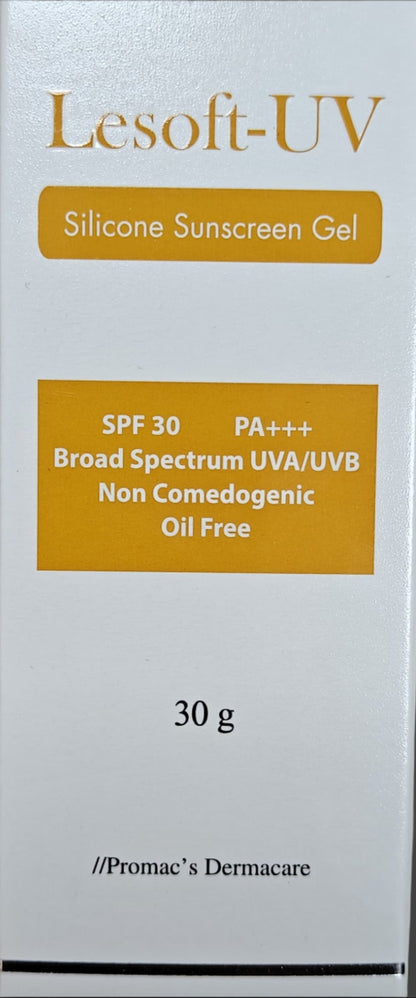 Lesoft-UV
Silicone Sunscreen Gel
SPF 30 PA+++
Broad Spectrum UVA/UVB
Non Comedogenic
Oil Free
30 g
//Promac's Dermacare